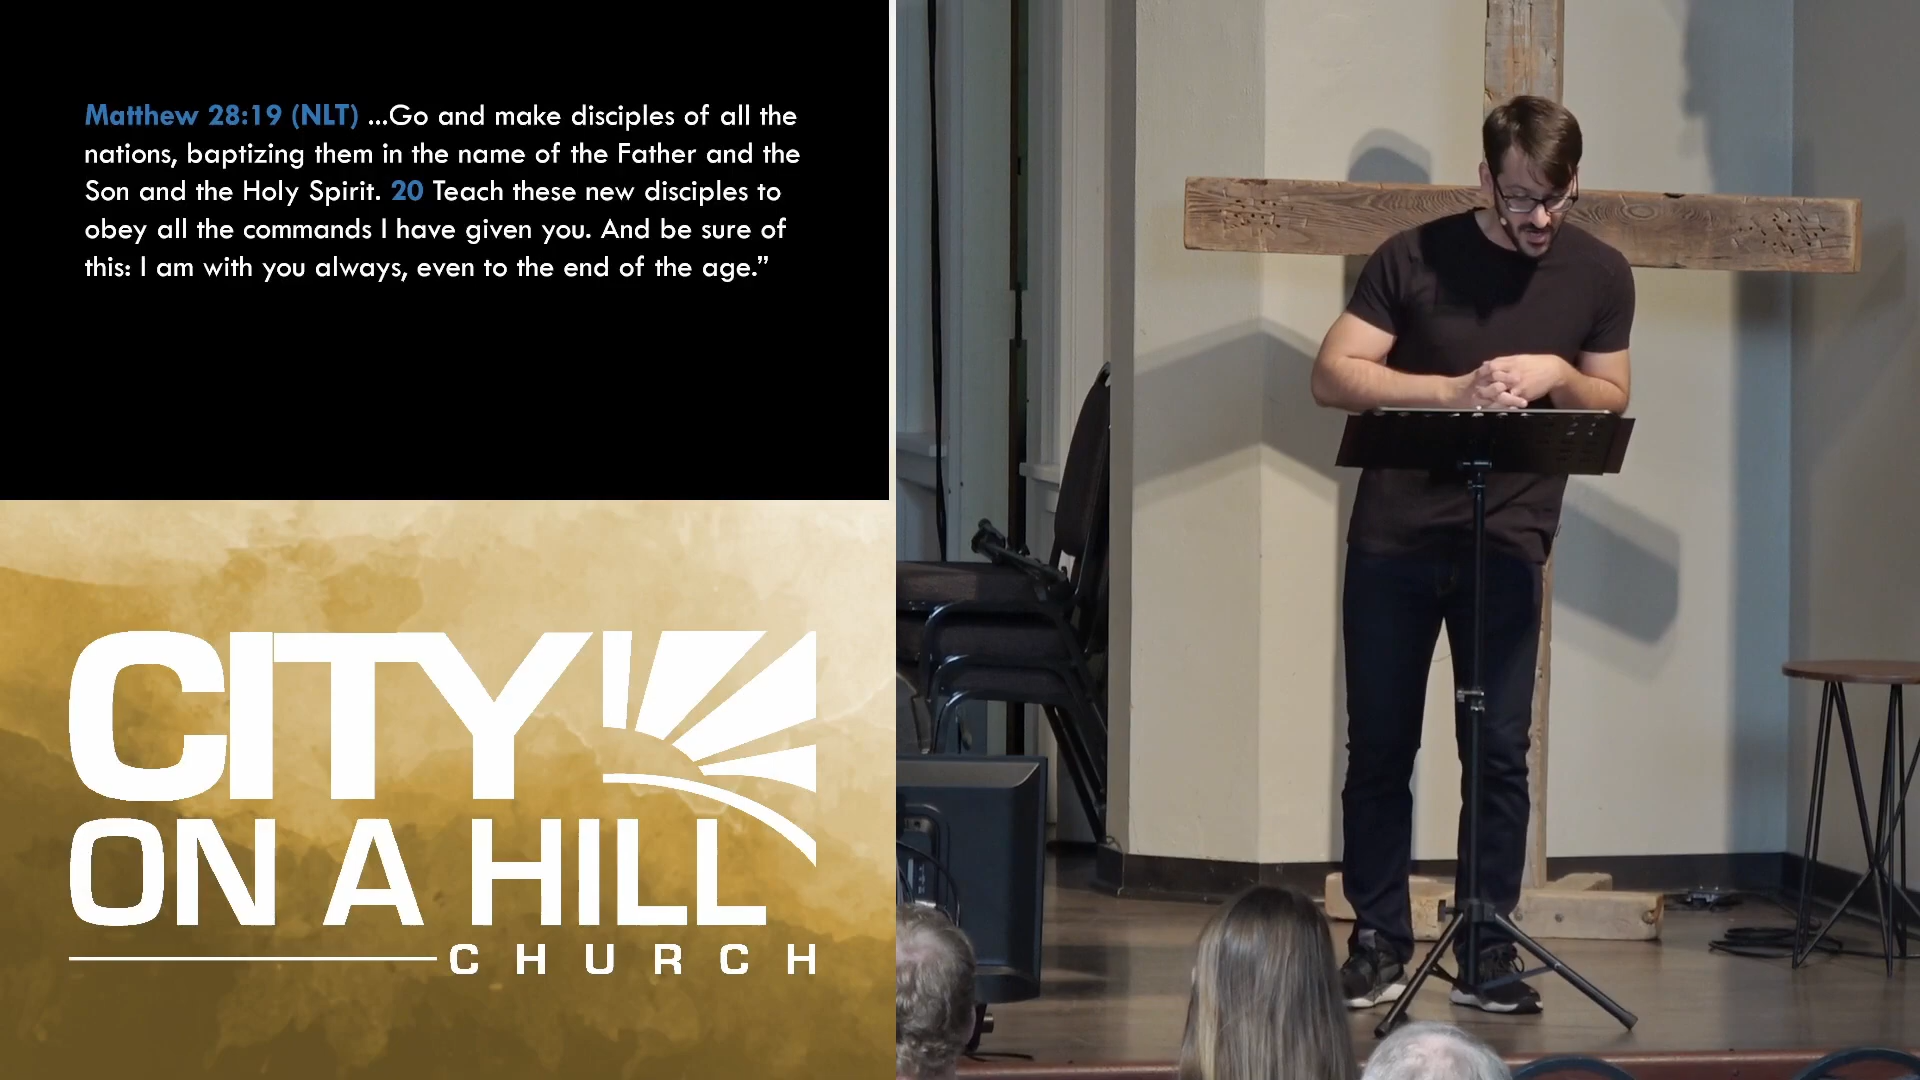 Matthew 28:19 (NLT) ...Go and make disciples of all the
nations, baptizing them in the name of the Father and the
Son and the Holy Spirit. 20 Teach these new disciples to
obey all the commands I have given you. And be sure of
this: I am with you always, even to the end of the age.”
CITY
ON A HILL
CHURCH